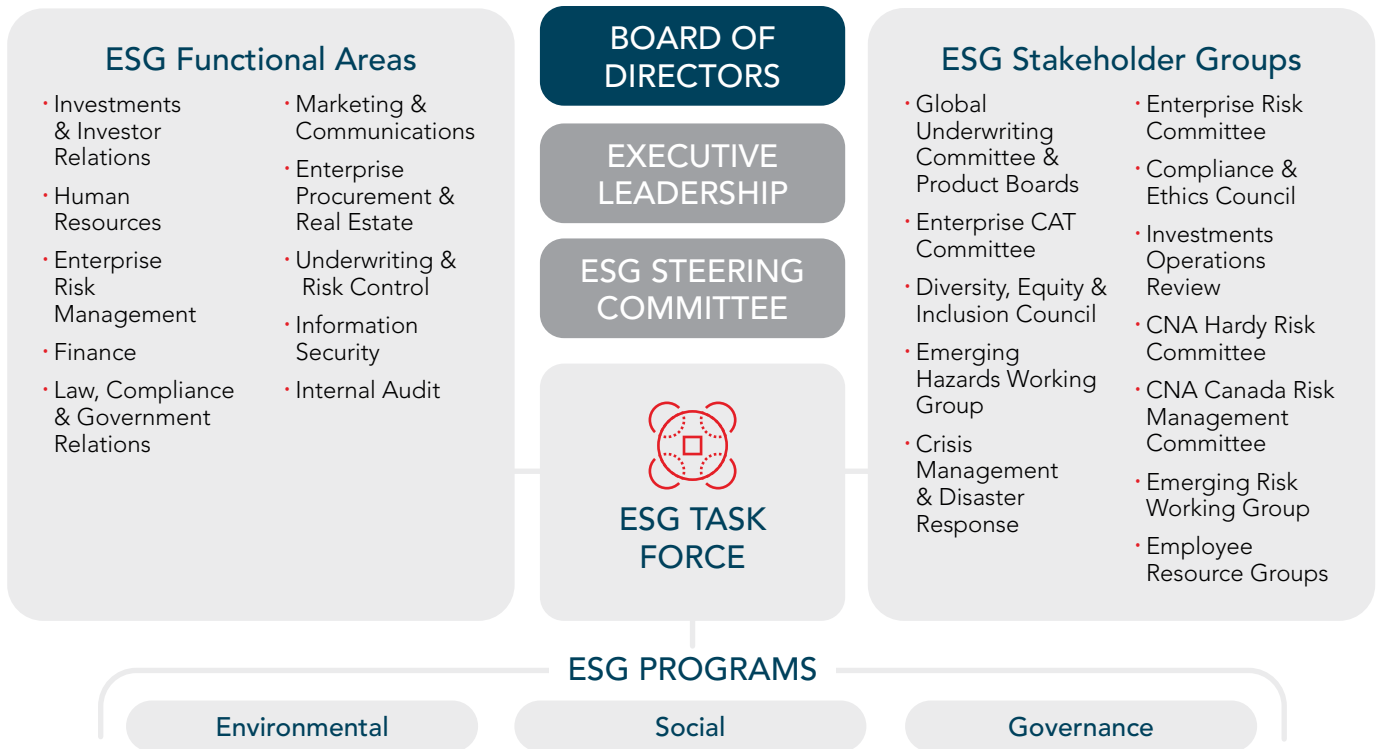 ESG Functional Areas
· Investments
& Investor
Relations
· Human
Resources
· Enterprise
Risk
Management
· Finance
· Law, Compliance
& Government
Relations
· Marketing &
Communications
· Enterprise
Procurement &
Real Estate
· Underwriting &
Risk Control
· Information
Security
· Internal Audit
BOARD OF
DIRECTORS
EXECUTIVE
LEADERSHIP
ESG STEERING
COMMITTEE
ESG TASK
FORCE
ESG Stakeholder Groups
· Global
Underwriting
Committee &
Product Boards
· Enterprise CAT
Committee
· Diversity, Equity &
Inclusion Council
· Emerging
Hazards Working
Group
· Crisis
Management
& Disaster
Response
· Enterprise Risk
Committee
· Compliance &
Ethics Council
· Investments
Operations
Review
· CNA Hardy Risk
Committee
· CNA Canada Risk
Management
Committee
· Emerging Risk
Working Group
· Employee
Resource Groups
ESG PROGRAMS
Environmental
Social
Governance